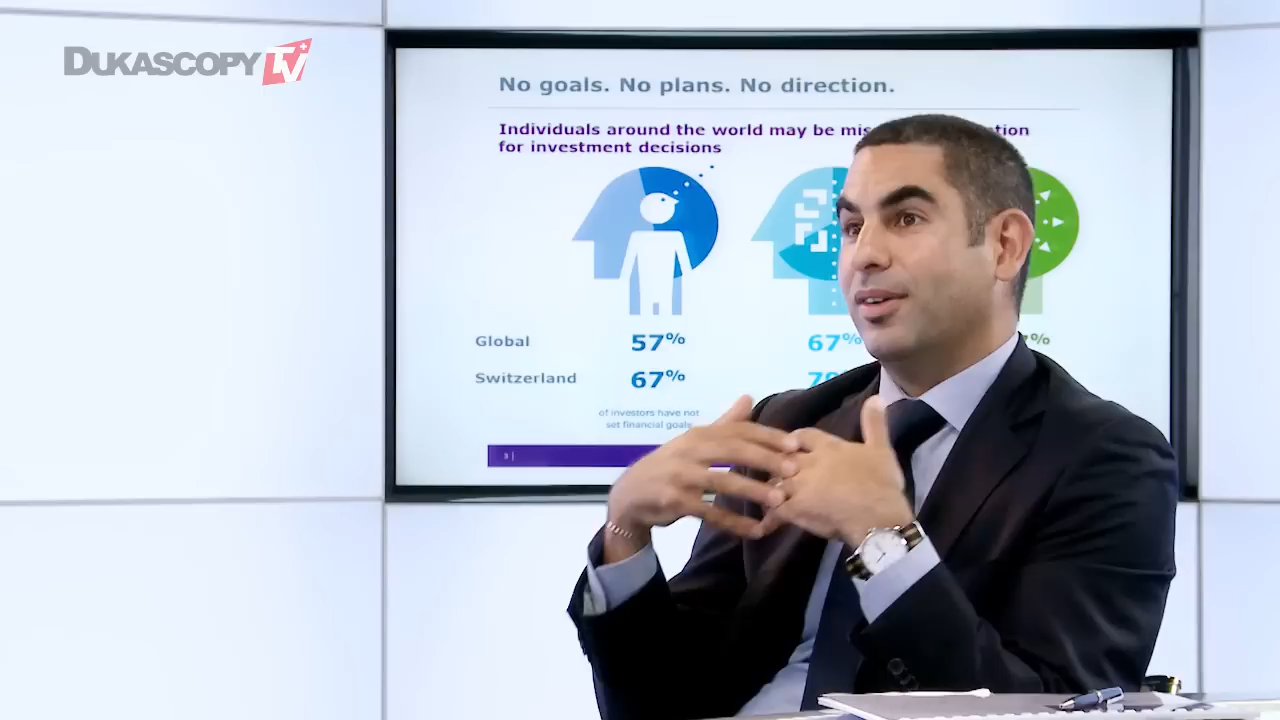 DUKASCOPY TV
No goals. No plans. No direction.
Individuals around the world may be
for investment decisions
Global 57% 67%
Switzerland 67%
of investors have not
set financial goals
3 |